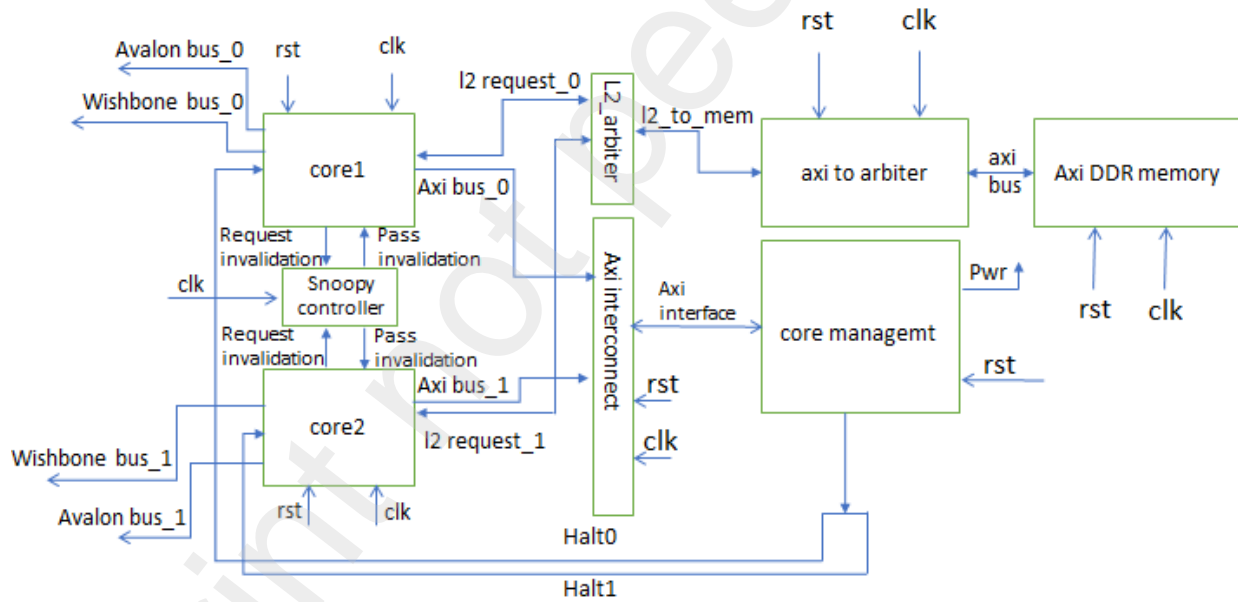 Avalon bus_0
rst
clk
Wishbone bus_0
core1
l2 request_0
Axi bus_0
L2_arbiter
l2_to_mem
rst
clk
axi to arbiter
axi
bus
Axi DDR memory
rst
clk
Request
invalidation
Pass
invalidation
clk
Snoopy
controller
Request
invalidation
Pass
invalidation
Axi interconnect
Axi
interface
core managemt
Pwr
rst
rst
clk
core2
Axi bus_1
l2 request_1
Wishbone bus_1
Avalon bus_1
rst
clk
Halt0
Halt1
rint not pee